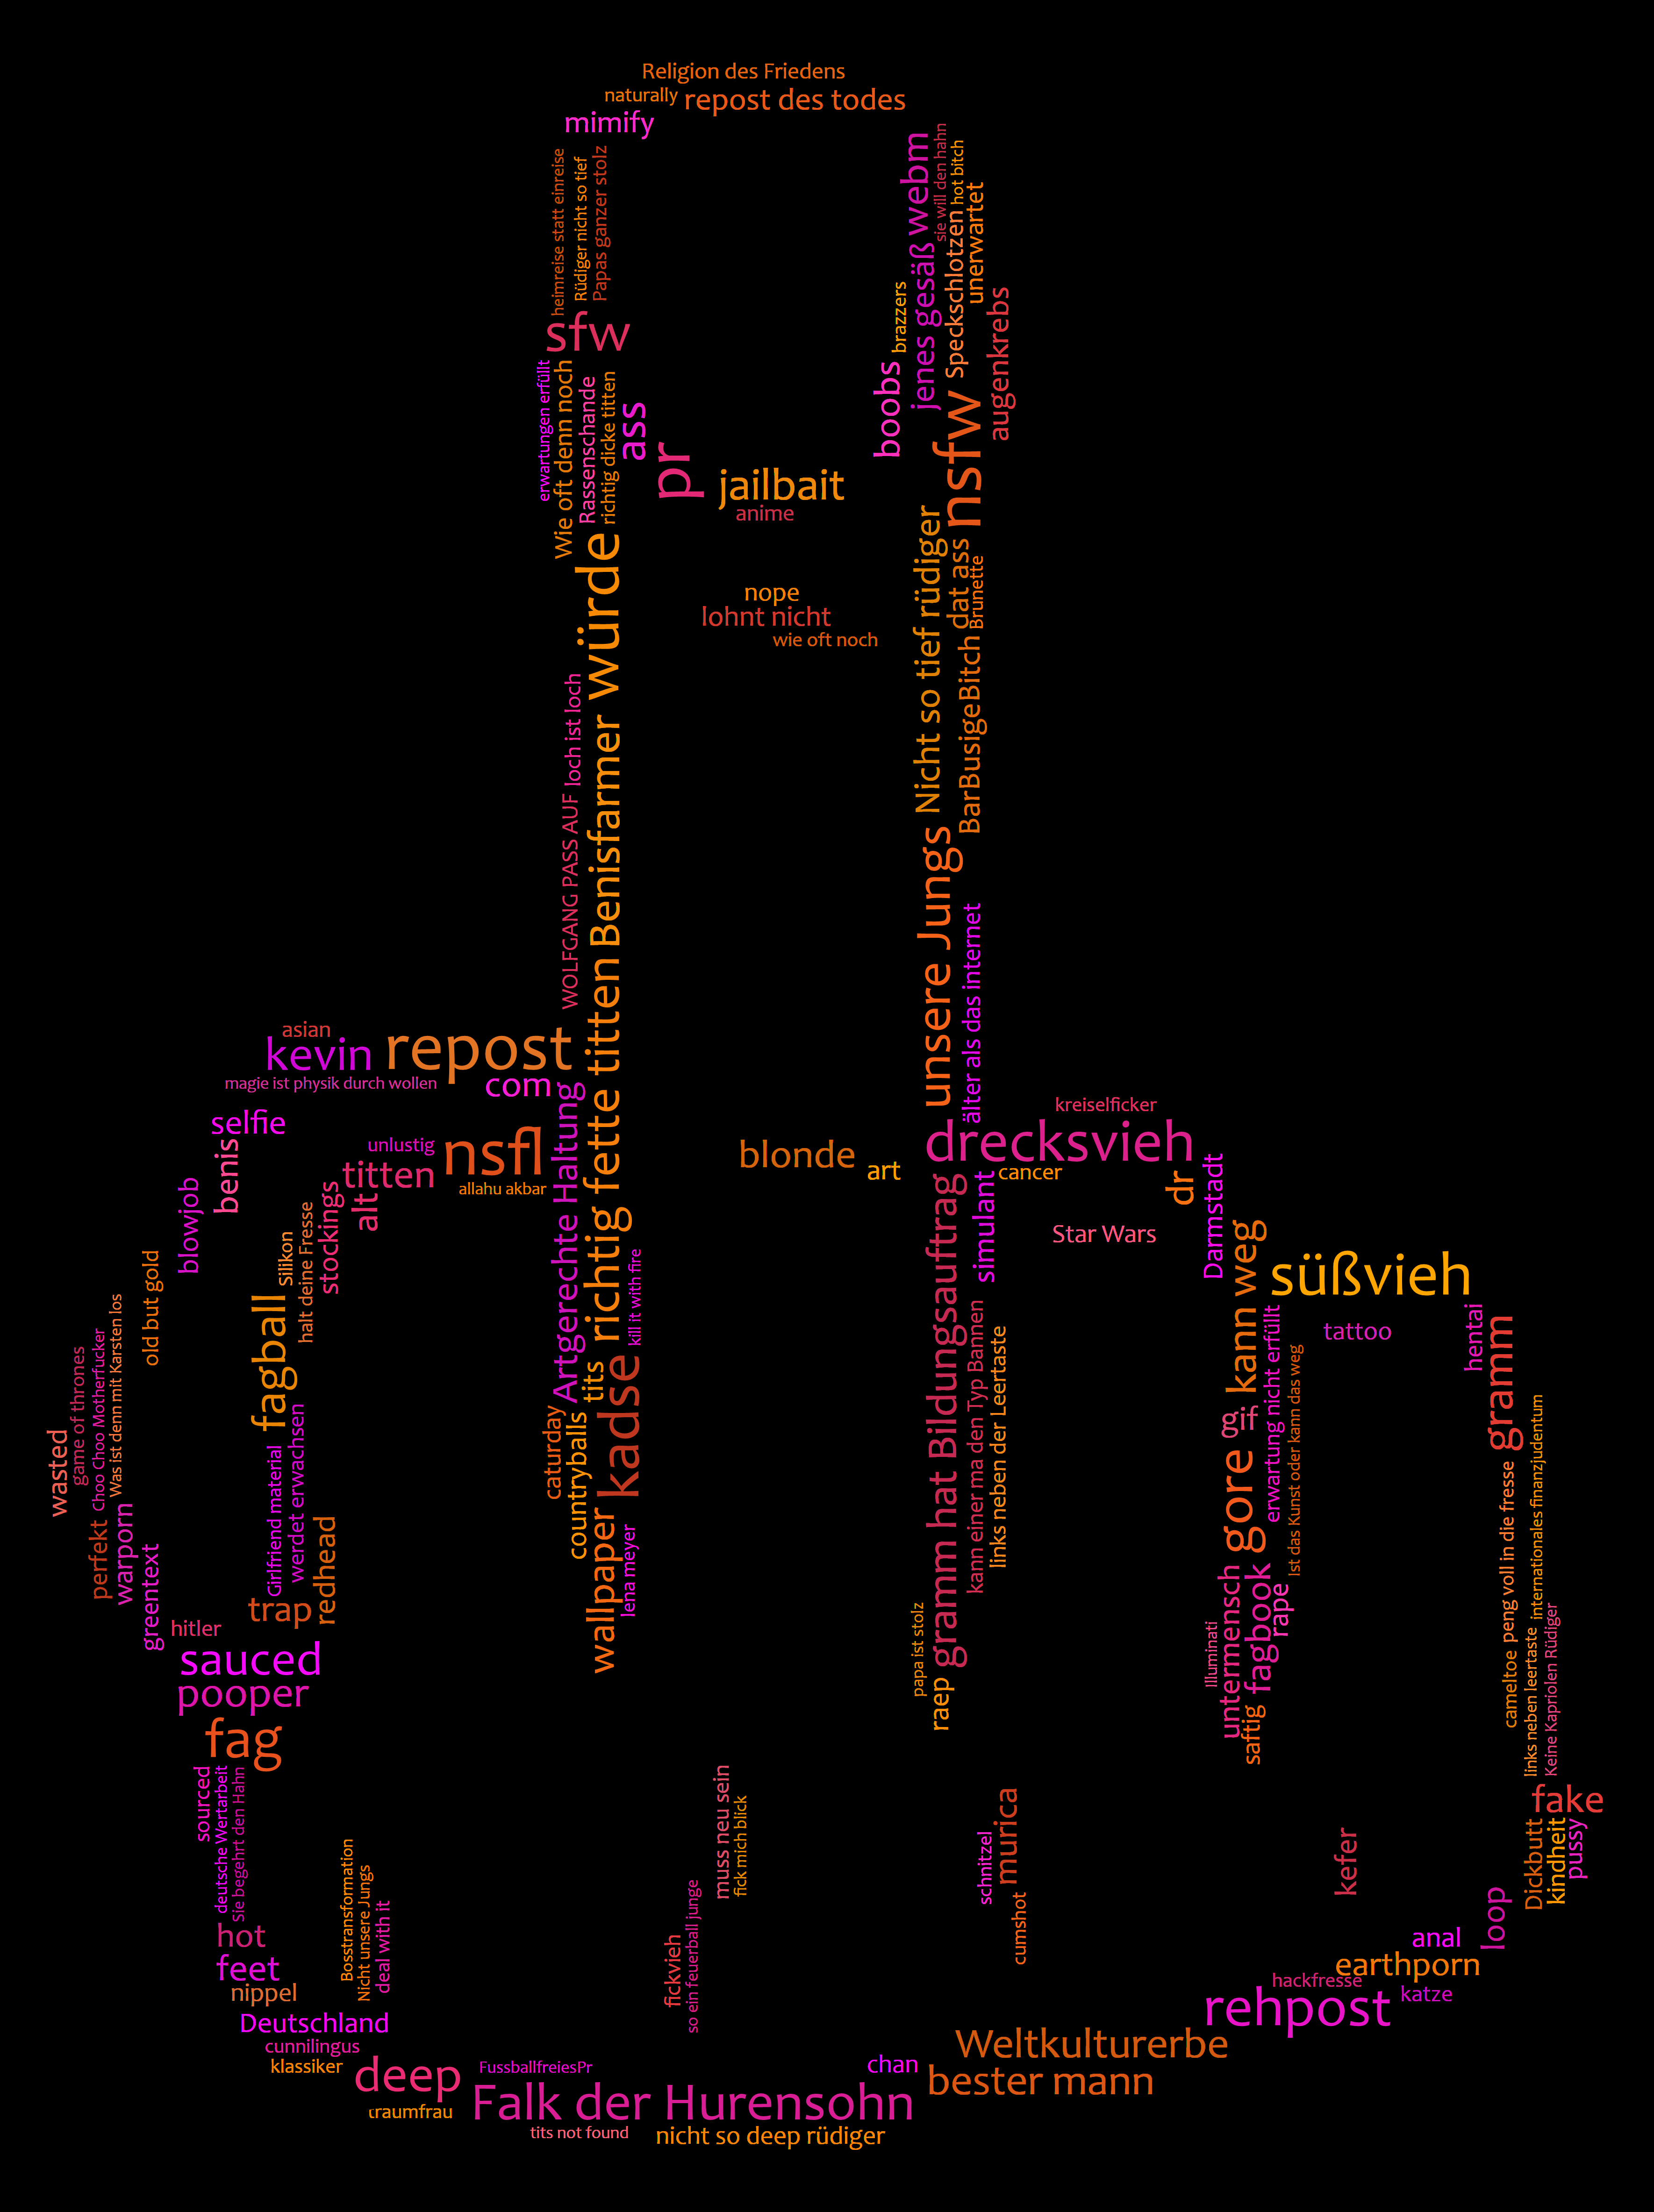 Religion des Friedens
naturally
repost des todes
mimify
heimreise statt einreise
Rüdiger nicht so tief
Papas ganzer stolz
webm
sie will den hahn
hot bitch
unerwartet
jenes gesäß
Speckschlotzen
brazzers
augenkrebs
sfw
boobs
nsfw
erwartungen erfüllt
Wie oft denn noch
Rassenschande
richtig dicke titten
ass
pr
jailbait
anime
würde
Nicht so tief rüdiger
dat ass
Brunette
nope
lohnt nicht
wie oft noch
BarBusigeBitch
loch ist loch
WOLFGANG PASS AUF
Benisfarmer
unsere Jungs
älter als das internet
richtig fette titten
asian
kevin
repost
magie ist physik durch wollen
com
selfie
benis
unlustig
nsfl
titten
allahu akbar
Artgerechte Haltung
blonde
art
kreiselficker
drecksvieh
cancer
dr
Darmstadt
blowjob
alt
stockings
halt deine Fresse
Silikon
simulant
Star Wars
kann weg
süßvieh
old but gold
fagball
kill it with fire
gramm hat Bildungsauftrag
tattoo
hentai
gramm
wasted
game of thrones
Choo Choo Motherfucker
Was ist denn mit Karsten los
tits
kadse
caturday
countryballs
kann einer ma den Typ Bannen
links neben der Leertaste
gif
erwartung nicht erfüllt
Ist das Kunst oder kann das weg
internationales finanzjudentum
peng voll in die fresse
Girlfriend material
werdet erwachsen
gore
perfekt
warporn
greentext
redhead
trap
wallpaper
lena meyer
papa ist stolz
raep
Illuminati
untermensch
fagbook
rape
saftig
cameltoe
links neben leertaste
Keine Kapriolen Rüdiger
hitler
sauced
pooper
fag
sourced
deutsche Wertarbeit
Sie begehrt den Hahn
muss neu sein
fick mich blick
murica
schnitzel
kefer
fake
Dickbutt
kindheit
pussy
Bosstransformation
Nicht unsere Jungs
deal with it
fickvieh
so ein feuerball junge
cumshot
loop
hot
feet
nippel
anal
earthporn
hackfresse
katze
rehpost
Deutschland
cunnilingus
klassiker
deep
FussballfreiesPr
chan
Weltkulturerbe
bester mann
traumfrau
Falk der Hurensohn
tits not found
nicht so deep rüdiger